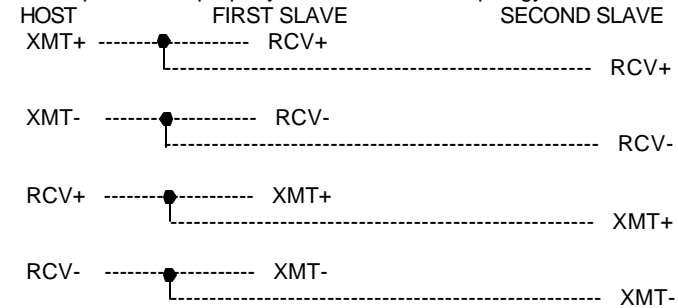 HOST FIRST SLAVE SECOND SLAVE
XMT+ RCV+
RCV+
XMT- RCV-
RCV-
RCV+ XMT+
XMT+
RCV- XMT-
XMT-